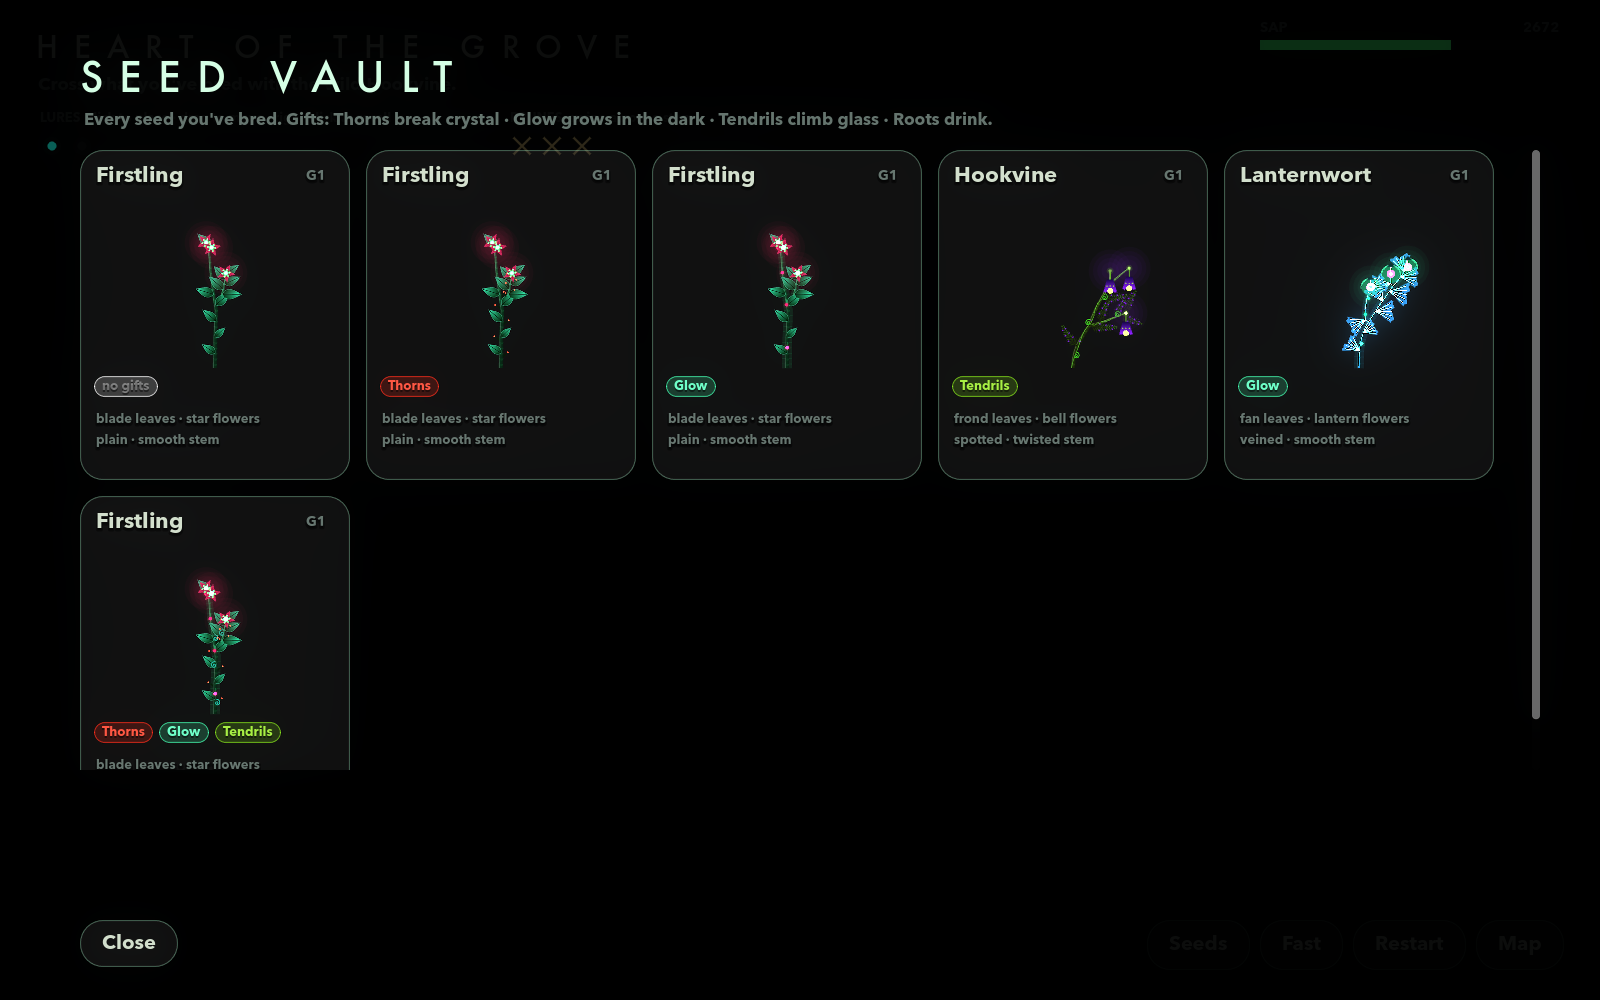 HEART OF THE GROVE
SAP 2672
SEED VAULT
LURES
Every seed you've bred. Gifts: Thorns break crystal · Glow grows in the dark · Tendrils climb glass · Roots drink.
Firstling G1
no gifts
blade leaves · star flowers
plain · smooth stem
Firstling G1
Thorns
blade leaves · star flowers
plain · smooth stem
Firstling G1
Glow
blade leaves · star flowers
plain · smooth stem
Hookvine G1
Tendrils
frond leaves · bell flowers
spotted · twisted stem
Lanternwort G1
Glow
fan leaves · lantern flowers
veined · smooth stem
Firstling G1
Thorns Glow Tendrils
blade leaves · star flowers
Close
Seeds Fast Restart Map